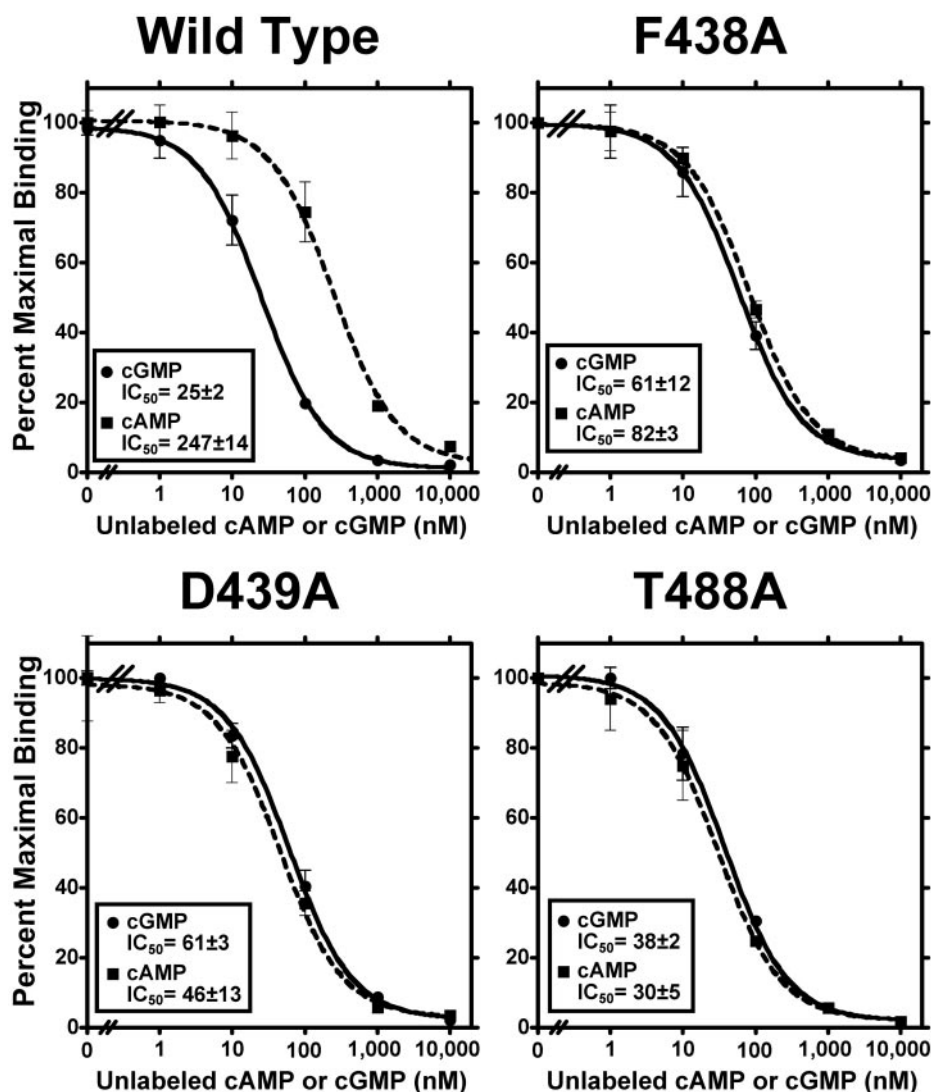 Wild Type
F438A
Percent Maximal Binding
100
80
60
40
20
0
cGMP
IC50= 25±2
cAMP
IC50= 247±14
0 1 10 100 1,000 10,000
Unlabeled cAMP or cGMP (nM)
100
80
60
40
20
0
cGMP
IC50= 61±12
cAMP
IC50= 82±3
0 1 10 100 1,000 10,000
Unlabeled cAMP or cGMP (nM)
D439A
T488A
Percent Maximal Binding
100
80
60
40
20
0
cGMP
IC50= 61±3
cAMP
IC50= 46±13
0 1 10 100 1,000 10,000
Unlabeled cAMP or cGMP (nM)
100
80
60
40
20
0
cGMP
IC50= 38±2
cAMP
IC50= 30±5
0 1 10 100 1,000 10,000
Unlabeled cAMP or cGMP (nM)